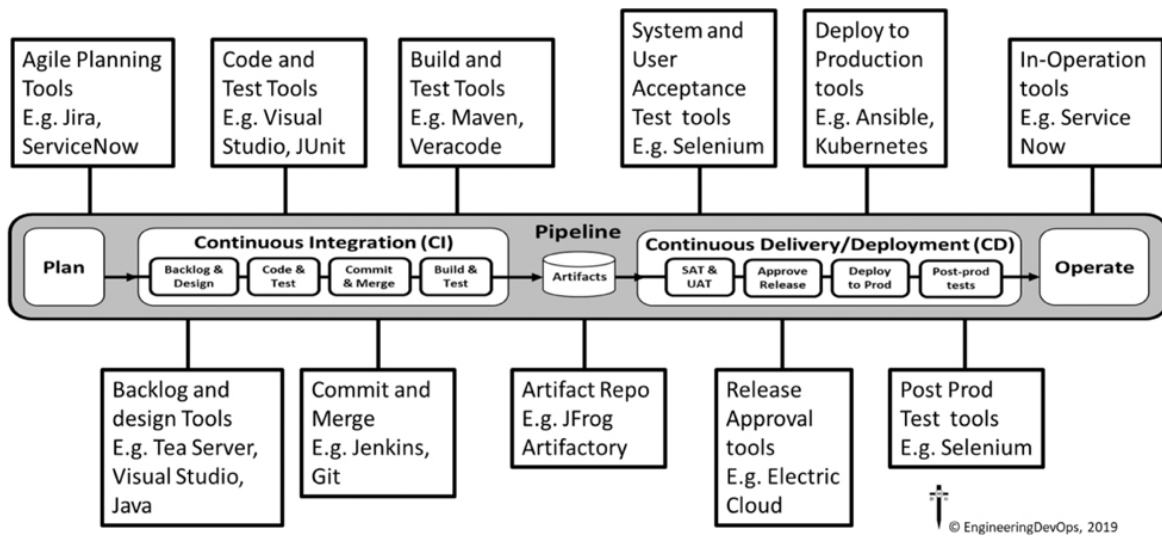 Agile Planning
Tools
E.g. Jira,
ServiceNow
Code and
Test Tools
E.g. Visual
Studio, JUnit
Build and
Test Tools
E.g. Maven,
Veracode
System and
User
Acceptance
Test tools
E.g. Selenium
Deploy to
Production
tools
E.g. Ansible,
Kubernetes
In-Operation
tools
E.g. Service
Now
Pipeline
Plan
Continuous Integration (CI)
Backlog &
Design
Code &
Test
Commit
& Merge
Build &
Test
Artifacts
Continuous Delivery/Deployment (CD)
SAT &
UAT
Approve
Release
Deploy
to Prod
Post-prod
tests
Operate
Backlog and
design Tools
E.g. Tea Server,
Visual Studio,
Java
Commit and
Merge
E.g. Jenkins,
Git
Artifact Repo
E.g. JFrog
Artifactory
Release
Approval
tools
E.g. Electric
Cloud
Post Prod
Test tools
E.g. Selenium
© EngineeringDevOps, 2019